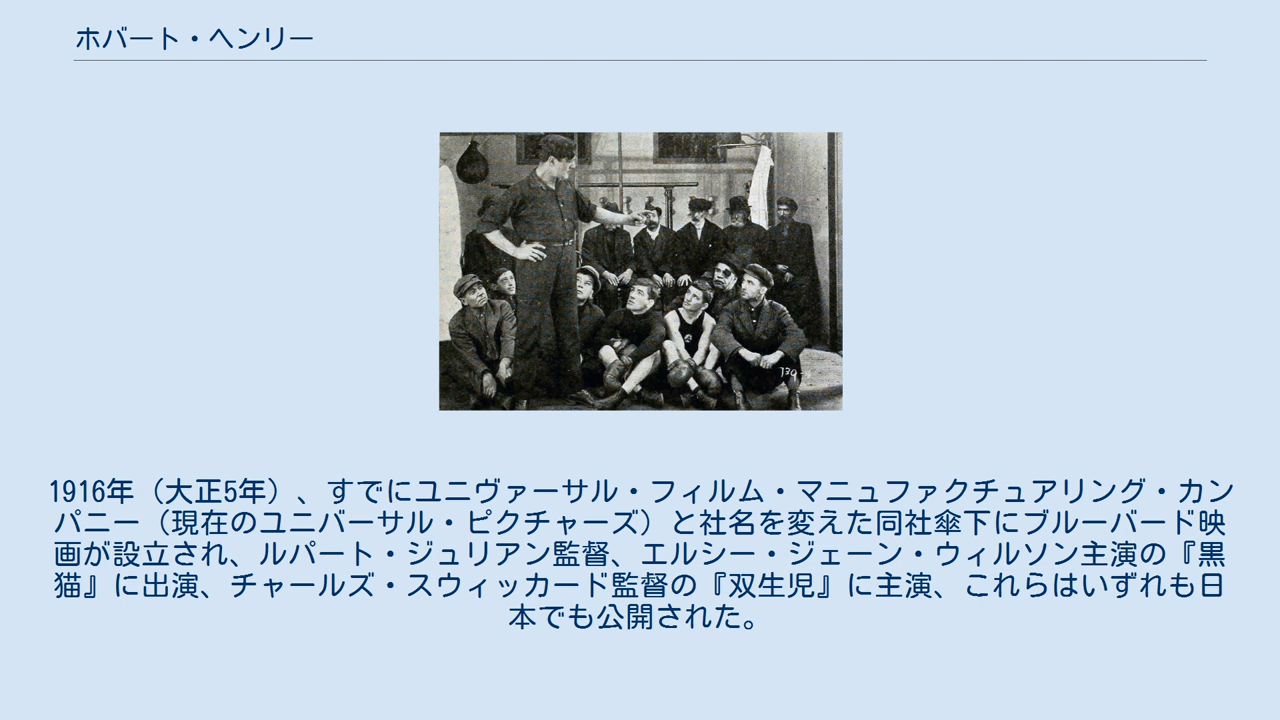 ホバート・ヘンリー
1916年（大正5年）、すでにユニヴァーサル・フィルム・マニュファクチュアリング・カン
パニー（現在のユニバーサル・ピクチャーズ）と社名を変えた同社傘下にブルーバード映
画が設立され、ルパート・ジュリアン監督、エルシー・ジェーン・ウィルソン主演の『黒
猫』に出演、チャールズ・スウィッカード監督の『双生児』に主演、これらはいずれも日
本でも公開された。